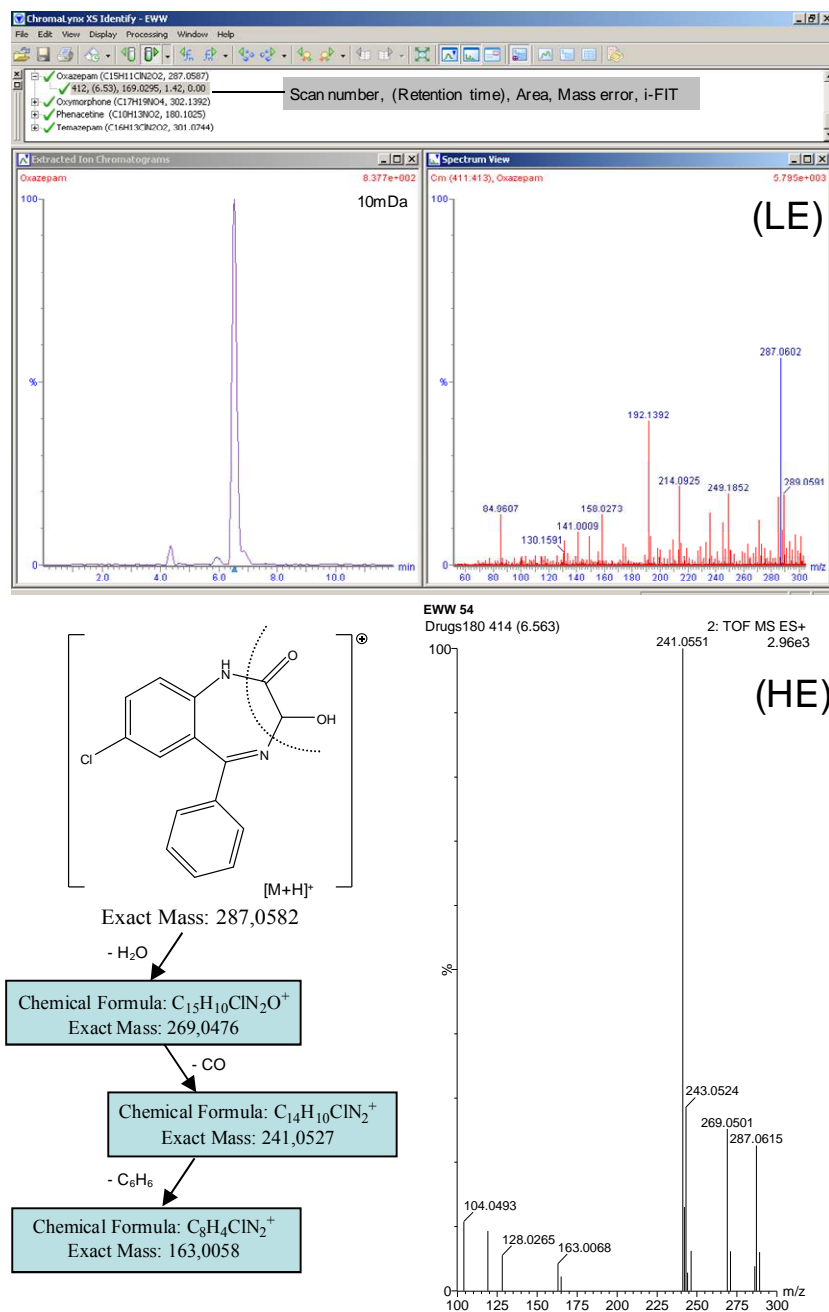 ChromaLynx XS Identify - EWW
File Edit View Display Processing Window Help
Oxazepam (C15H11ClN2O2, 287.0587)
412, (6.53), 169.0295, 1.42, 0.00
Oxymorphone (C17H19NO4, 302.1392)
Phenacetine (C10H13NO2, 180.1025)
Temazepam (C16H13ClN2O2, 301.0744)
Scan number, (Retention time), Area, Mass error, i-FIT
Extracted Ion Chromatograms
Oxazepam 8.377e+002
10mDa
100
%
0
2.0 4.0 6.0 8.0 10.0 min
Spectrum View
Cm (411:413), Oxazepam 5.795e+003
(LE)
100
287.0602
%
192.1392
214.0925
249.1852
289.0591
84.9607
158.0273
141.0009
130.1591
0
60 80 100 120 140 160 180 200 220 240 260 280 300 m/z
H
N
O
OH
Cl
N
[M+H]+
Exact Mass: 287,0582
- H₂O
Chemical Formula: C₁₅H₁₀ClN₂O⁺
Exact Mass: 269,0476
- CO
Chemical Formula: C₁₄H₁₀ClN₂⁺
Exact Mass: 241,0527
- C₆H₆
Chemical Formula: C₈H₄ClN₂⁺
Exact Mass: 163,0058
EWW 54
Drugs180 414 (6.563) 2: TOF MS ES+
241.0551 2.96e3
100
(HE)
%
243.0524
269.0501
287.0615
104.0493
128.0265
163.0068
0
100 125 150 175 200 225 250 275 300 m/z